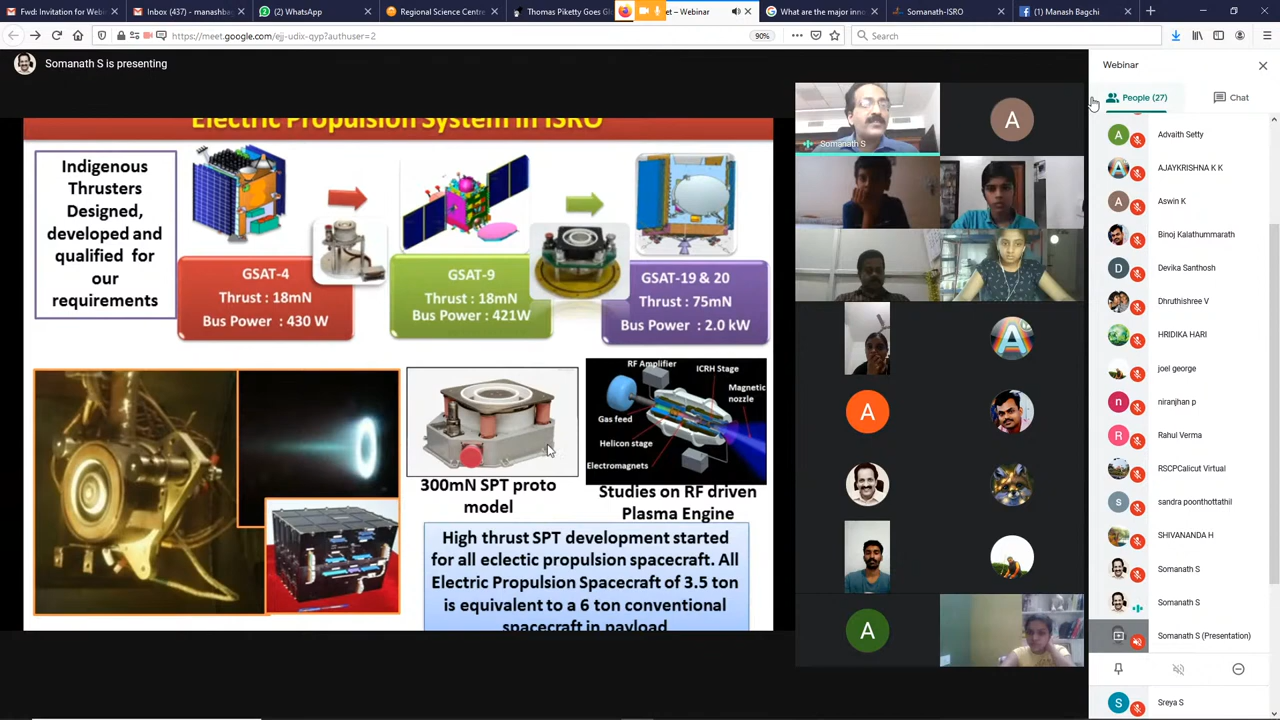 Fwd: Invitation for Webin
Inbox (437) - manashbag
(2) WhatsApp
Regional Science Centre
Thomas Piketty Goes Gl
et – Webinar
What are the major inno
Somanath-ISRO
(1) Manash Bagchi
https://meet.google.com/ejj-udix-qyp?authuser=2
90%
Search
Somanath S is presenting
Electric Propulsion System in ISRO
Indigenous
Thrusters
Designed,
developed and
qualified for
our
requirements
GSAT-4
Thrust : 18mN
Bus Power : 430 W
GSAT-9
Thrust : 18mN
Bus Power : 421W
GSAT-19 & 20
Thrust : 75mN
Bus Power : 2.0 kW
300mN SPT proto
model
RF Amplifier
ICRH Stage
Magnetic
nozzle
Gas feed
Helicon stage
Electromagnets
Studies on RF driven
Plasma Engine
High thrust SPT development started
for all eclectic propulsion spacecraft. All
Electric Propulsion Spacecraft of 3.5 ton
is equivalent to a 6 ton conventional
spacecraft in payload
Somanath S
A
A
A
A
Webinar
People (27)
Chat
A
Advaith Setty
AJAYKRISHNA K K
A
Aswin K
Binoj Kalathummarath
D
Devika Santhosh
Dhruthishree V
HRIDIKA HARI
joel george
n
niranjhan p
R
Rahul Verma
RSCPCalicut Virtual
s
sandra poonthottathil
SHIVANANDA H
Somanath S
Somanath S
Somanath S (Presentation)
S
Sreya S